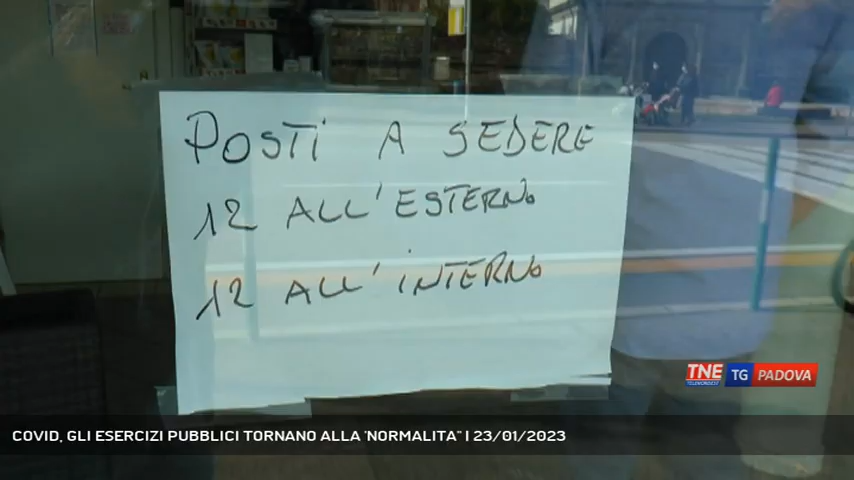 POSTI A SEDERE
12 ALL'ESTERNO
12 ALL'INTERNO
TNE TG PADOVA
TELENORDEST
COVID, GLI ESERCIZI PUBBLICI TORNANO ALLA "NORMALITA'" | 23/01/2023